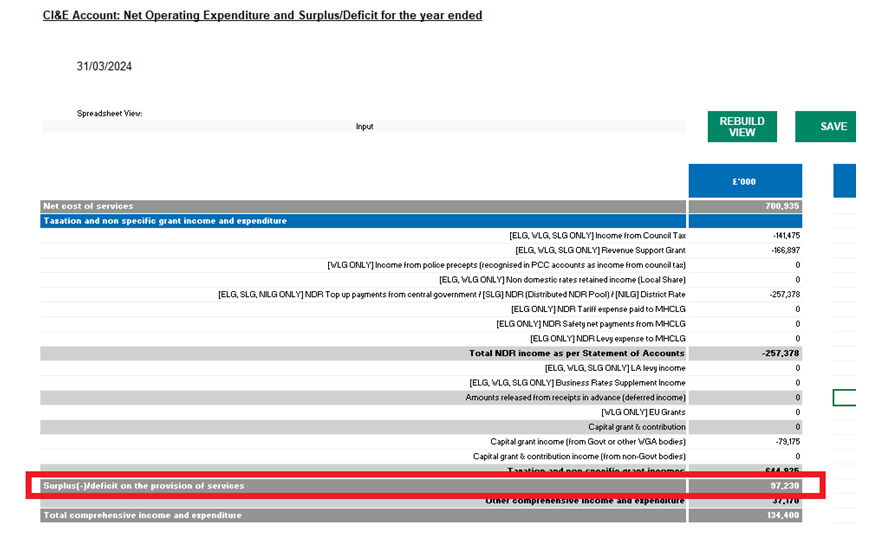 CI&E Account: Net Operating Expenditure and Surplus/Deficit for the year ended
31/03/2024
Spreadsheet View:
Input
REBUILD VIEW
SAVE
£'000
Net cost of services 700,935
Taxation and non specific grant income and expenditure
[ELG, WLG, SLG ONLY] Income from Council Tax -141,475
[ELG, WLG, SLG ONLY] Revenue Support Grant -166,897
[WLG ONLY] Income from police precepts (recognised in PCC accounts as income from council tax) 0
[ELG, WLG ONLY] Non domestic rates retained income (Local Share) 0
[ELG, SLG, NILG ONLY] NDR Top up payments from central government / [SLG] NDR (Distributed NDR Pool) / [NILG] District Rate -257,378
[ELG ONLY] NDR Tariff expense paid to MHCLG 0
[ELG ONLY] NDR Safety net payments from MHCLG 0
[ELG ONLY] NDR Levy expense to MHCLG 0
Total NDR income as per Statement of Accounts -257,378
[ELG, WLG, SLG ONLY] LA levy income 0
[ELG, WLG, SLG ONLY] Business Rates Supplement Income 0
Amounts released from receipts in advance (deferred income) 0
[WLG ONLY] EU Grants 0
Capital grant & contribution 0
Capital grant income (from Govt or other WGA bodies) -79,175
Capital grant & contribution income (from non-Govt bodies) 0
Taxation and non specific grant incomes
Surplus(-)/deficit on the provision of services 97,230
Other comprehensive income and expenditure 37,170
Total comprehensive income and expenditure 134,400